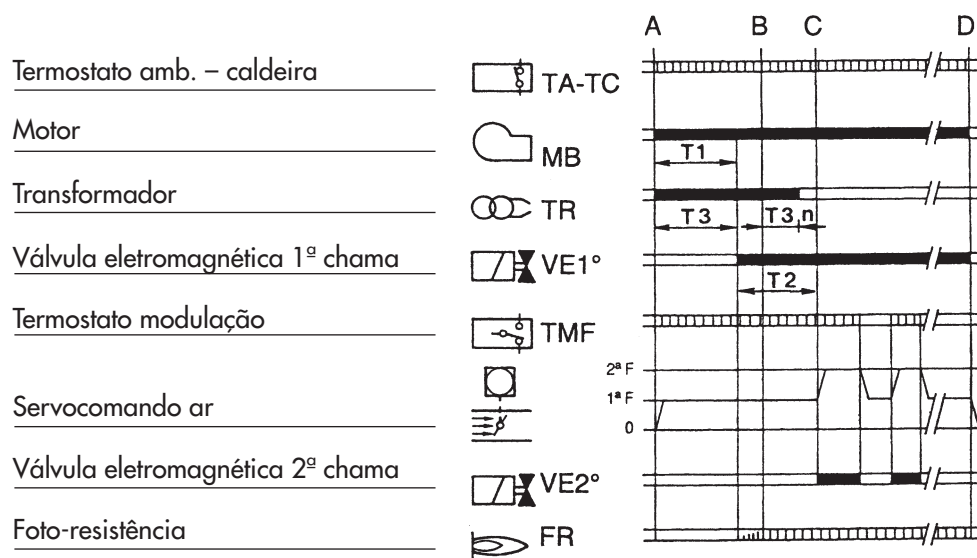 A B C D
Termostato amb. – caldeira TA-TC
Motor MB
T1
Transformador TR
T3 T3 n
Válvula eletromagnética 1ª chama VE1°
T2
Termostato modulação TMF
2ª F
1ª F
Servocomando ar
0
Válvula eletromagnética 2ª chama VE2°
Foto-resistência FR